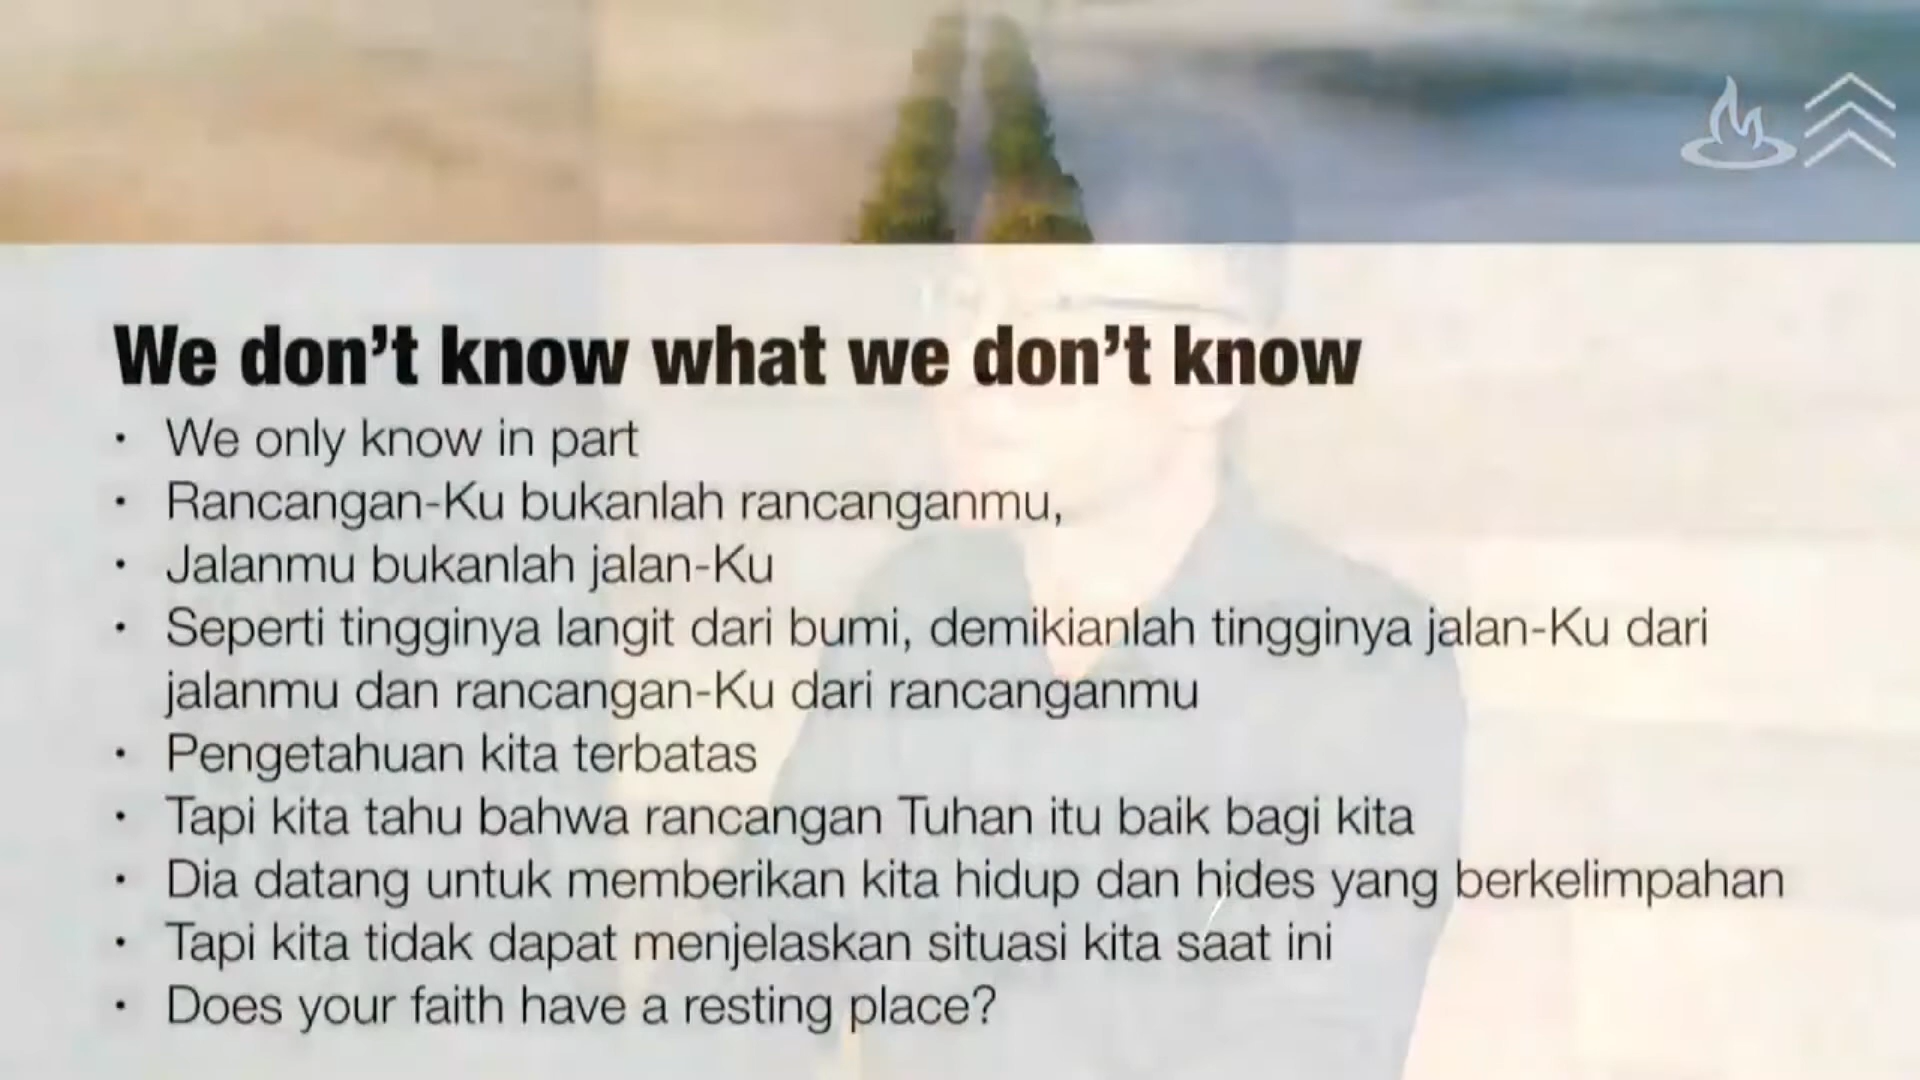 We don't know what we don't know
• We only know in part
• Rancangan-Ku bukanlah rancanganmu,
• Jalanmu bukanlah jalan-Ku
• Seperti tingginya langit dari bumi, demikianlah tingginya jalan-Ku dari
jalanmu dan rancangan-Ku dari rancanganmu
• Pengetahuan kita terbatas
• Tapi kita tahu bahwa rancangan Tuhan itu baik bagi kita
• Dia datang untuk memberikan kita hidup dan hides yang berkelimpahan
• Tapi kita tidak dapat menjelaskan situasi kita saat ini
• Does your faith have a resting place?